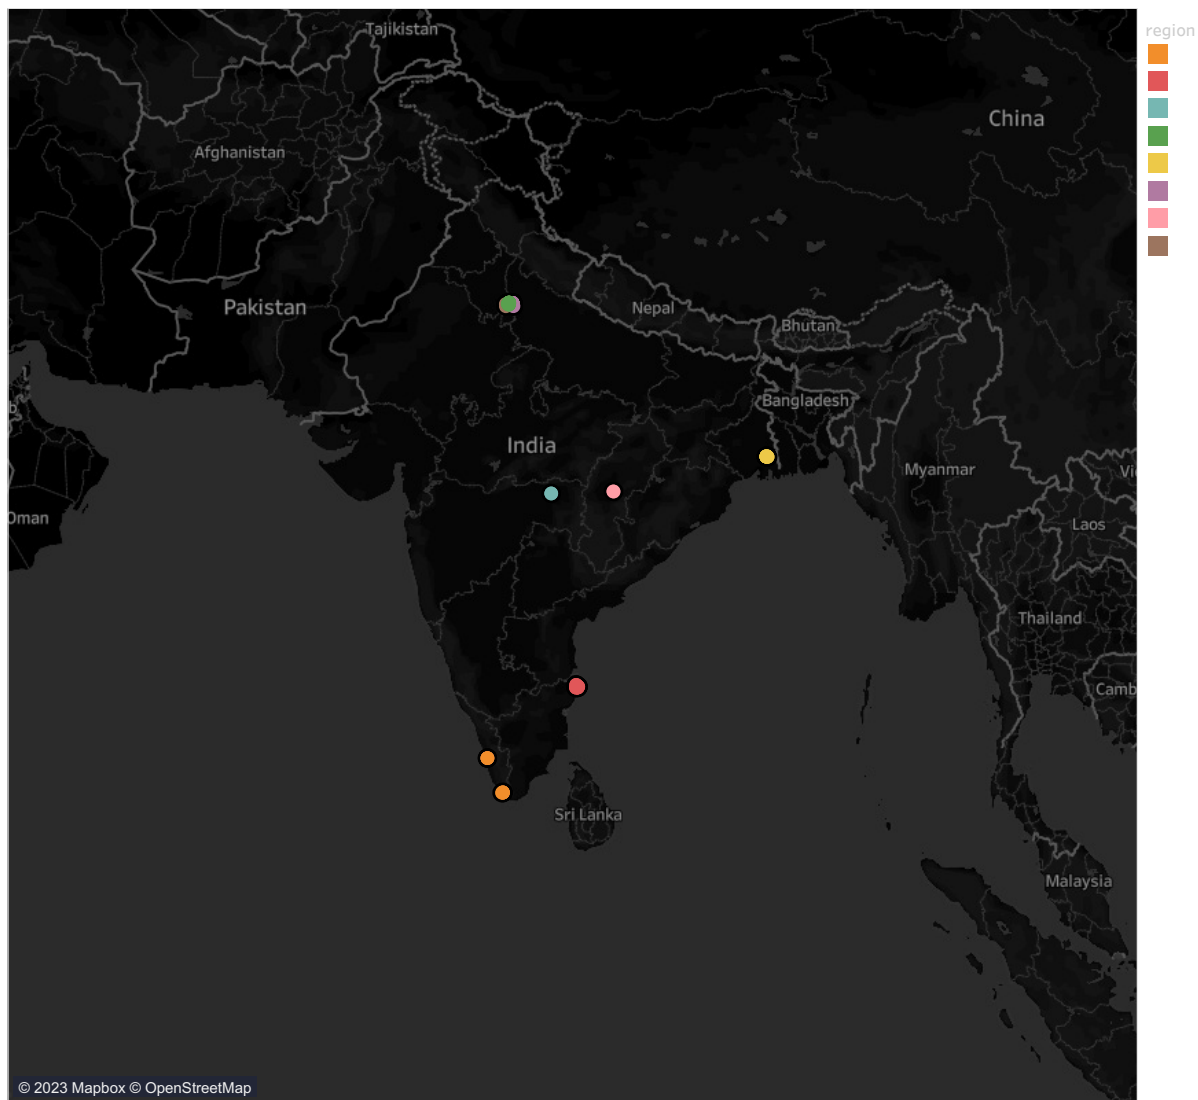 Tajikistan
region
China
Afghanistan
Pakistan
Nepal
Bhutan
Bangladesh
India
Myanmar
Vi
Oman
Laos
Thailand
Camb
Sri Lanka
Malaysia
© 2023 Mapbox © OpenStreetMap